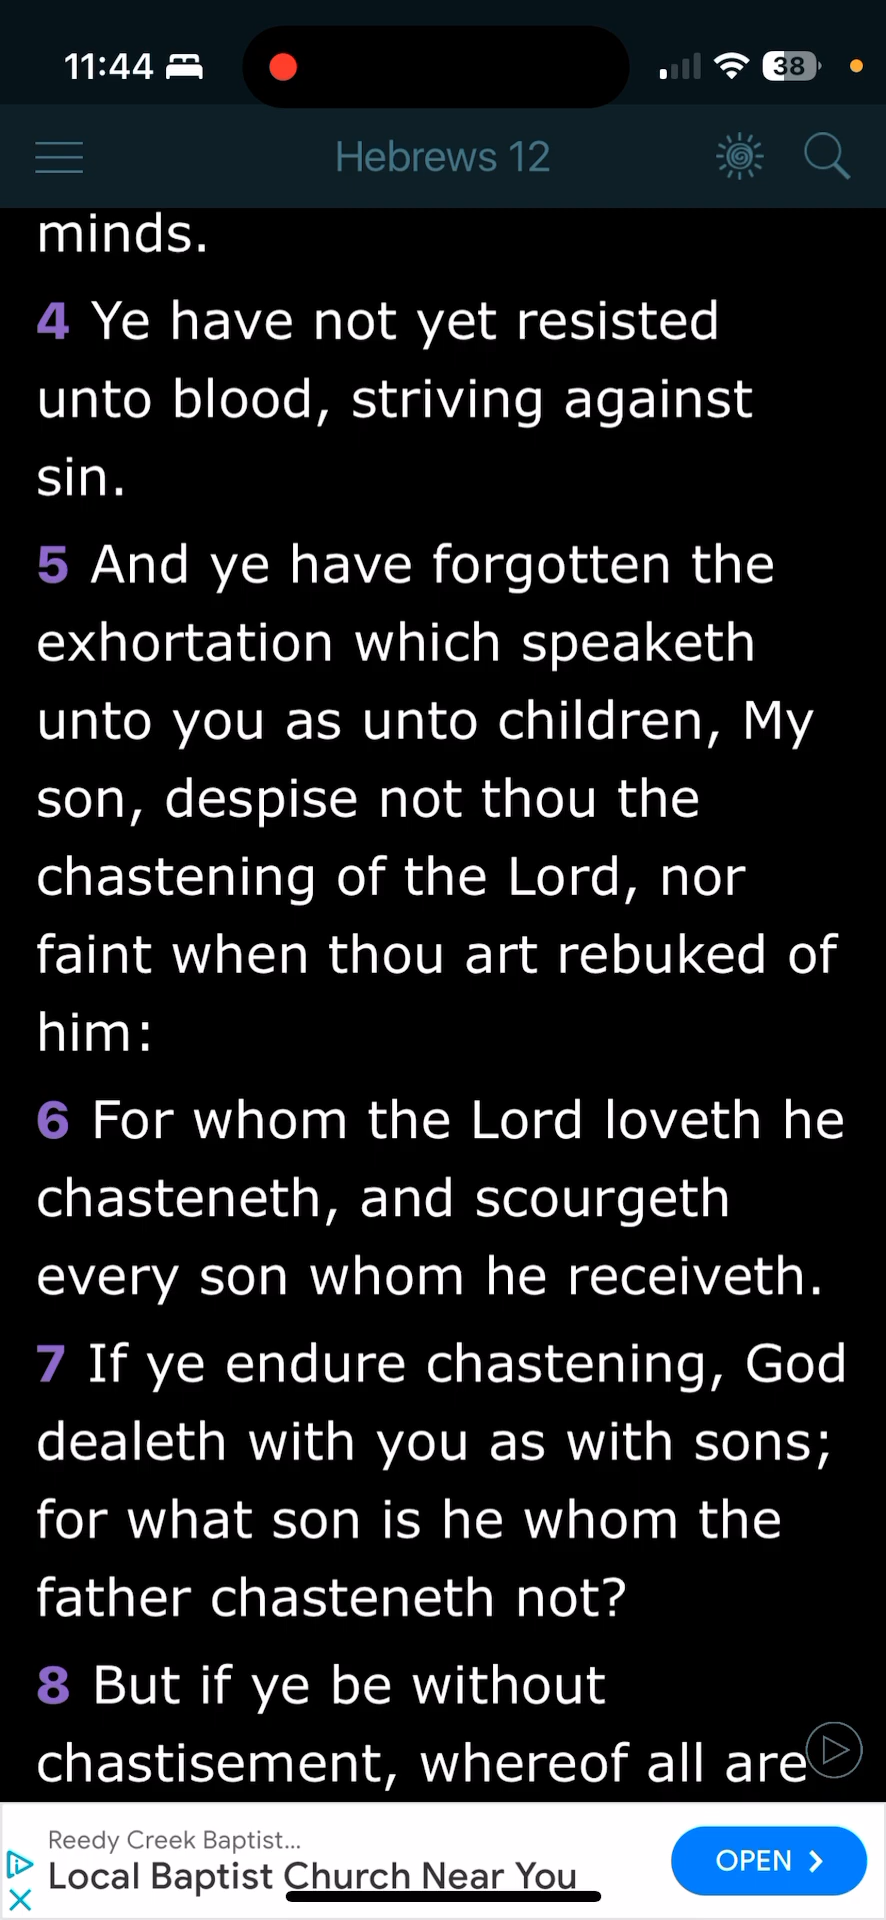 11:44
38
Hebrews 12
minds.
4 Ye have not yet resisted
unto blood, striving against
sin.
5 And ye have forgotten the
exhortation which speaketh
unto you as unto children, My
son, despise not thou the
chastening of the Lord, nor
faint when thou art rebuked of
him:
6 For whom the Lord loveth he
chasteneth, and scourgeth
every son whom he receiveth.
7 If ye endure chastening, God
dealeth with you as with sons;
for what son is he whom the
father chasteneth not?
8 But if ye be without
chastisement, whereof all are
Reedy Creek Baptist...
Local Baptist Church Near You
OPEN